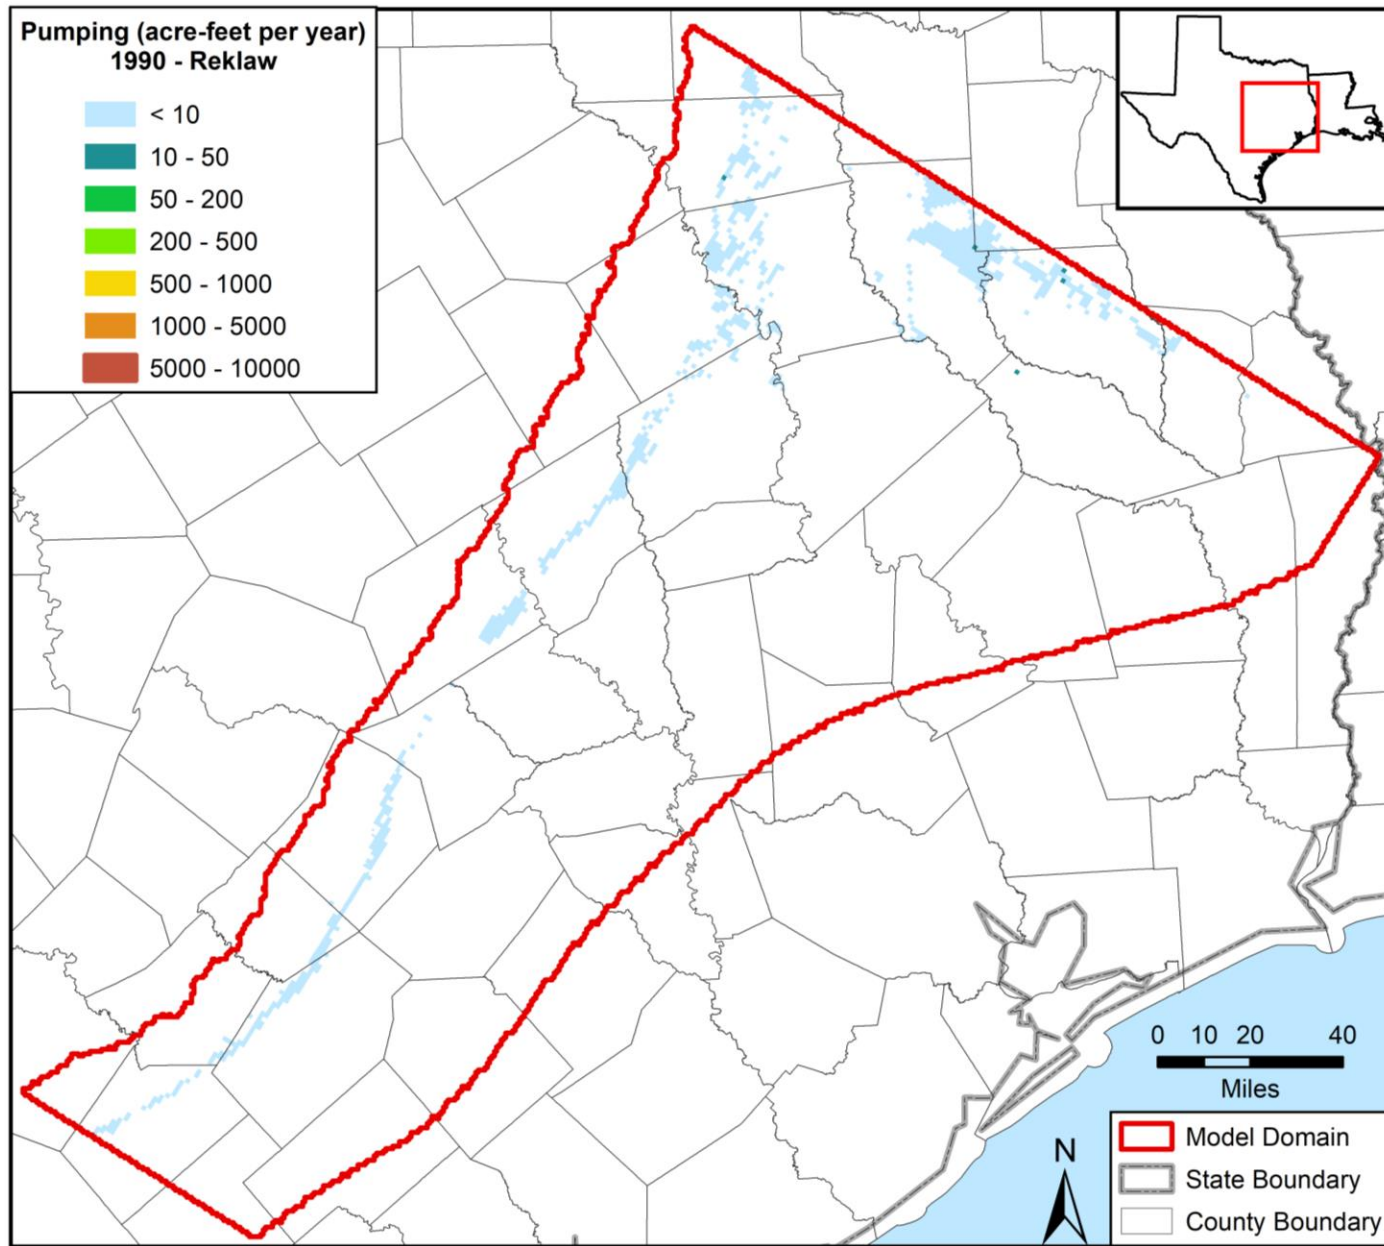 Pumping (acre-feet per year)
1990 - Reklaw
< 10
10 - 50
50 - 200
200 - 500
500 - 1000
1000 - 5000
5000 - 10000
0 10 20 40
Miles
N
Model Domain
State Boundary
County Boundary